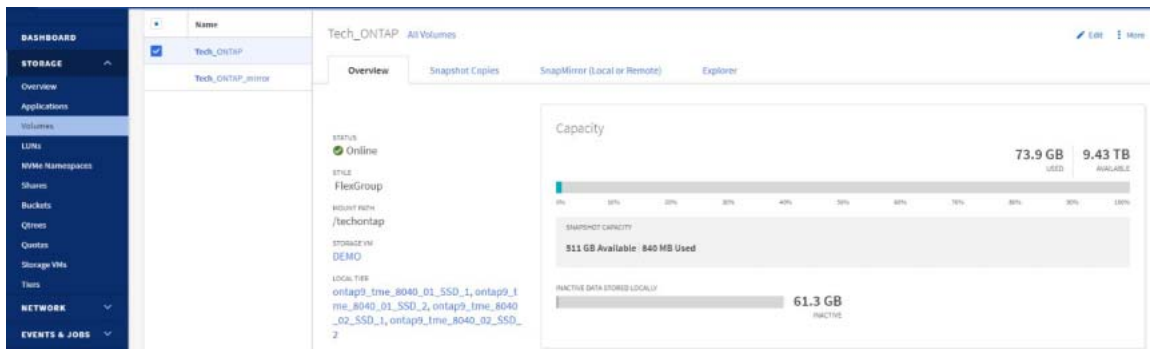 DASHBOARD
STORAGE
Overview
Applications
Volumes
LUNs
NVMe Namespaces
Shares
Buckets
Qtrees
Quotas
Storage VMs
Tiers
NETWORK
EVENTS & JOBS
Name
Tech_ONTAP
Tech_ONTAP_mirror
Tech_ONTAP All Volumes
Edit More
Overview Snapshot Copies SnapMirror (Local or Remote) Explorer
STATUS
Online
STYLE
FlexGroup
MOUNT PATH
/techontap
STORAGE VM
DEMO
LOCAL TIER
ontap9_tme_8040_01_SSD_1, ontap9_t
me_8040_01_SSD_2, ontap9_tme_8040
_02_SSD_1, ontap9_tme_8040_02_SSD_
2
Capacity
73.9 GB 9.43 TB
USED AVAILABLE
0% 10% 20% 30% 40% 50% 60% 70% 80% 90% 100%
SNAPSHOT CAPACITY
511 GB Available 840 MB Used
INACTIVE DATA STORED LOCALLY
61.3 GB
INACTIVE